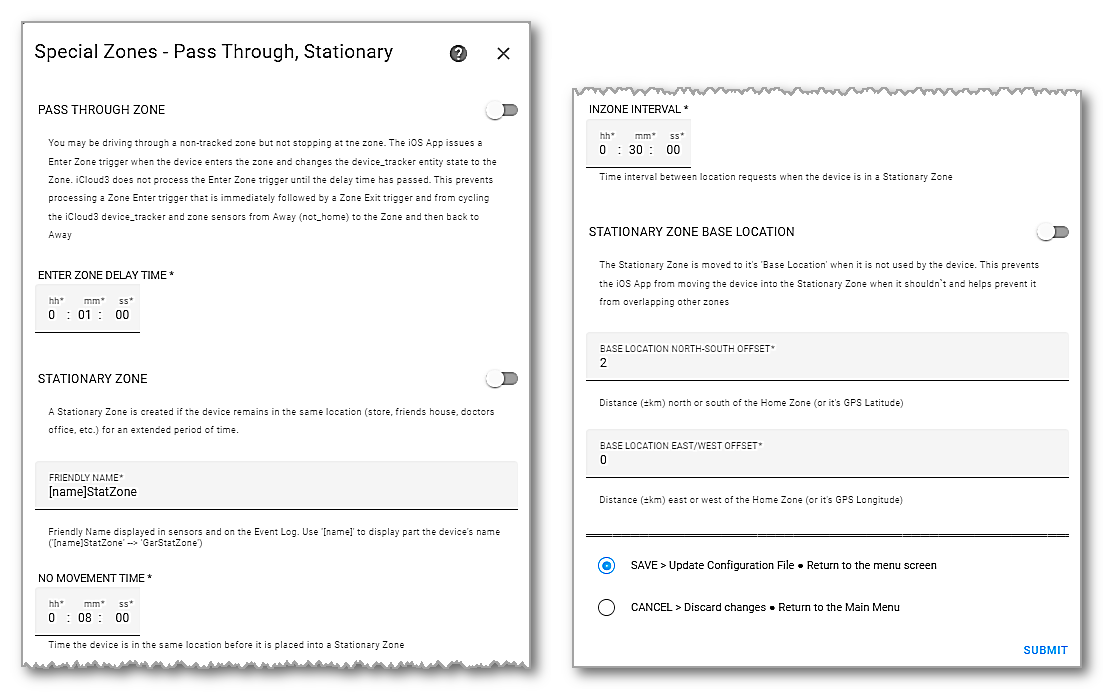 Special Zones - Pass Through, Stationary
PASS THROUGH ZONE
You may be driving through a non-tracked zone but not stopping at tne zone. The iOS App issues a
Enter Zone trigger when the device enters the zone and changes the device_tracker entity state to the
Zone. iCloud3 does not process the Enter Zone trigger until the delay time has passed. This prevents
processing a Zone Enter trigger that is immediately followed by a Zone Exit trigger and from cycling
the iCloud3 device_tracker and zone sensors from Away (not_home) to the Zone and then back to
Away
ENTER ZONE DELAY TIME *
hh* mm* ss*
0 : 01 : 00
STATIONARY ZONE
A Stationary Zone is created if the device remains in the same location (store, friends house, doctors
office, etc.) for an extended period of time.
FRIENDLY NAME*
[name]StatZone
Friendly Name displayed in sensors and on the Event Log. Use '[name]' to display part the device's name
('[name]StatZone' --> 'GarStatZone')
NO MOVEMENT TIME *
hh* mm* ss*
0 : 08 : 00
Time the device is in the same location before it is placed into a Stationary Zone
INZONE INTERVAL *
hh* mm* ss*
0 : 30 : 00
Time interval between location requests when the device is in a Stationary Zone
STATIONARY ZONE BASE LOCATION
The Stationary Zone is moved to it's 'Base Location' when it is not used by the device. This prevents
the iOS App from moving the device into the Stationary Zone when it shouldn`t and helps prevent it
from overlapping other zones
BASE LOCATION NORTH-SOUTH OFFSET*
2
Distance (±km) north or south of the Home Zone (or it's GPS Latitude)
BASE LOCATION EAST/WEST OFFSET*
0
Distance (±km) east or west of the Home Zone (or it's GPS Longitude)
SAVE > Update Configuration File ● Return to the menu screen
CANCEL > Discard changes ● Return to the Main Menu
SUBMIT